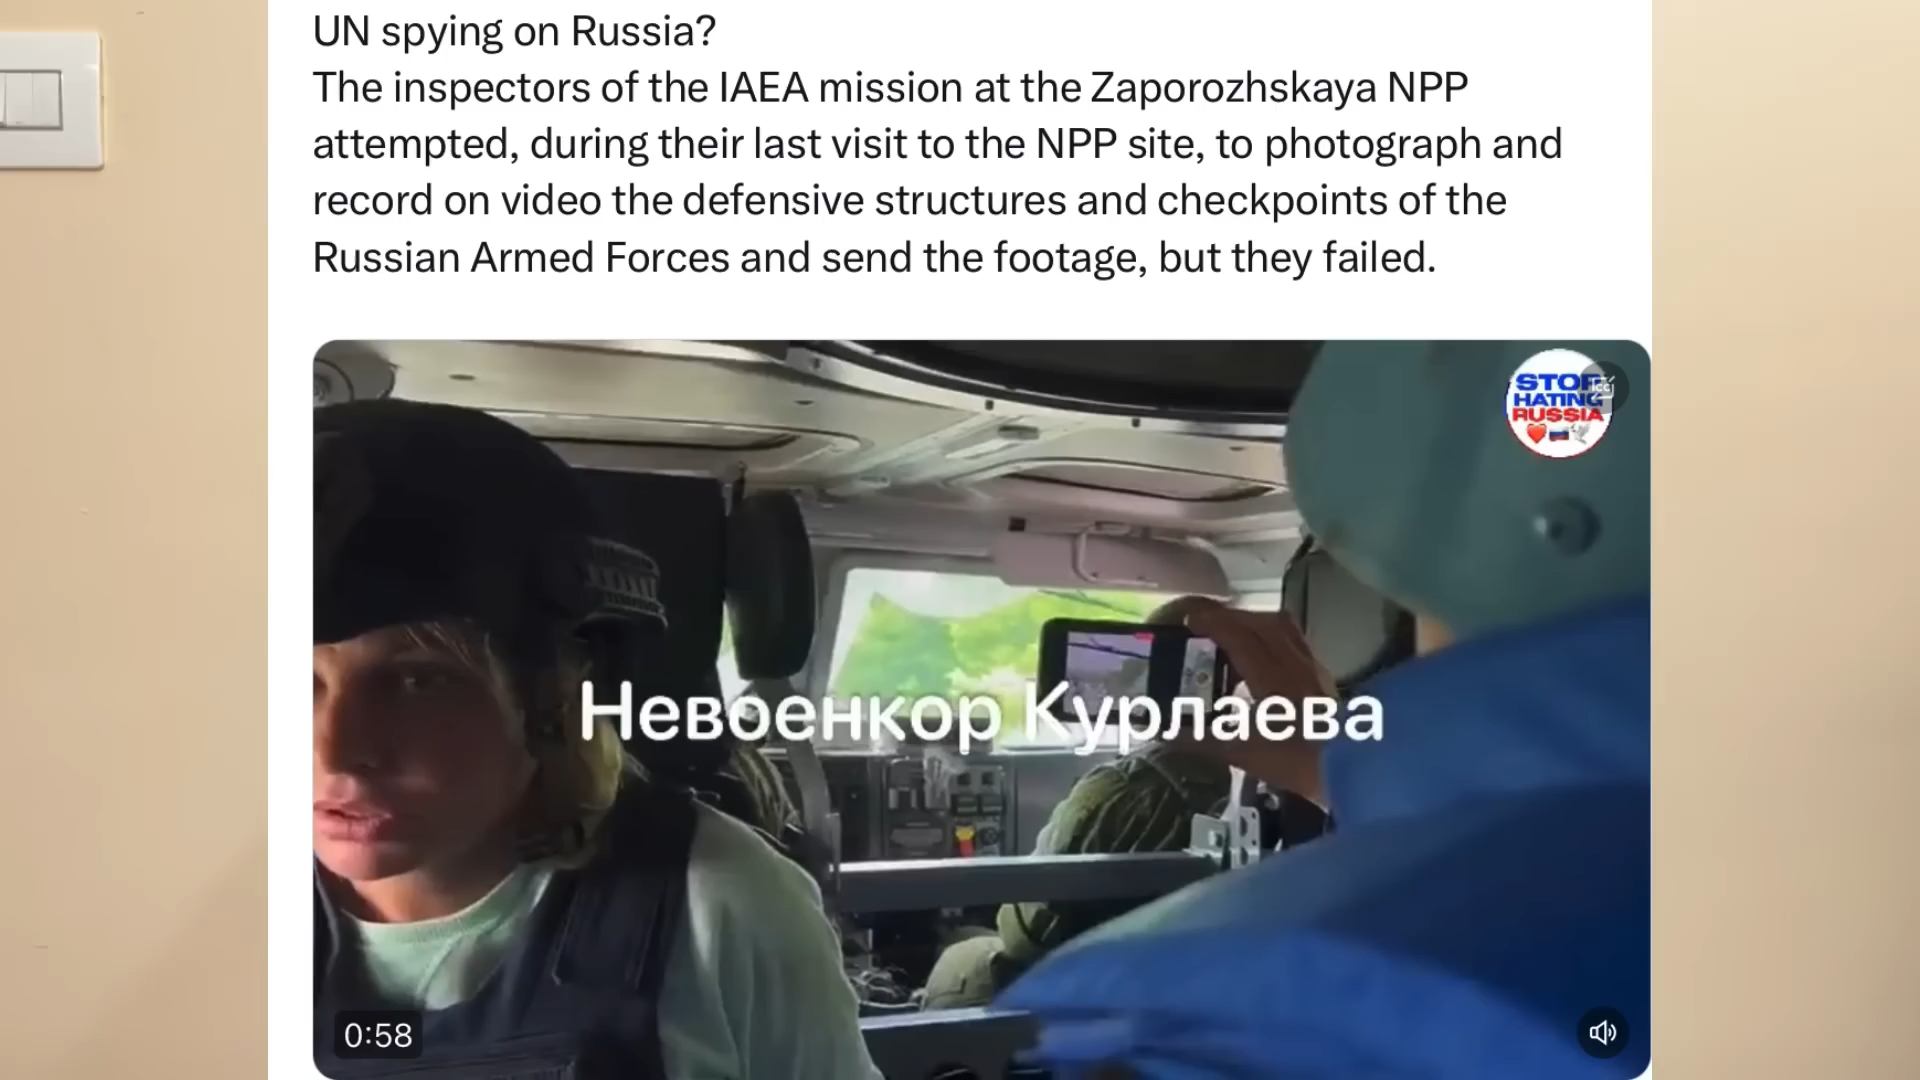 UN spying on Russia?
The inspectors of the IAEA mission at the Zaporozhskaya NPP
attempted, during their last visit to the NPP site, to photograph and
record on video the defensive structures and checkpoints of the
Russian Armed Forces and send the footage, but they failed.
STOP
HATING
RUSSIA
Невоенкор Курлаева
0:58